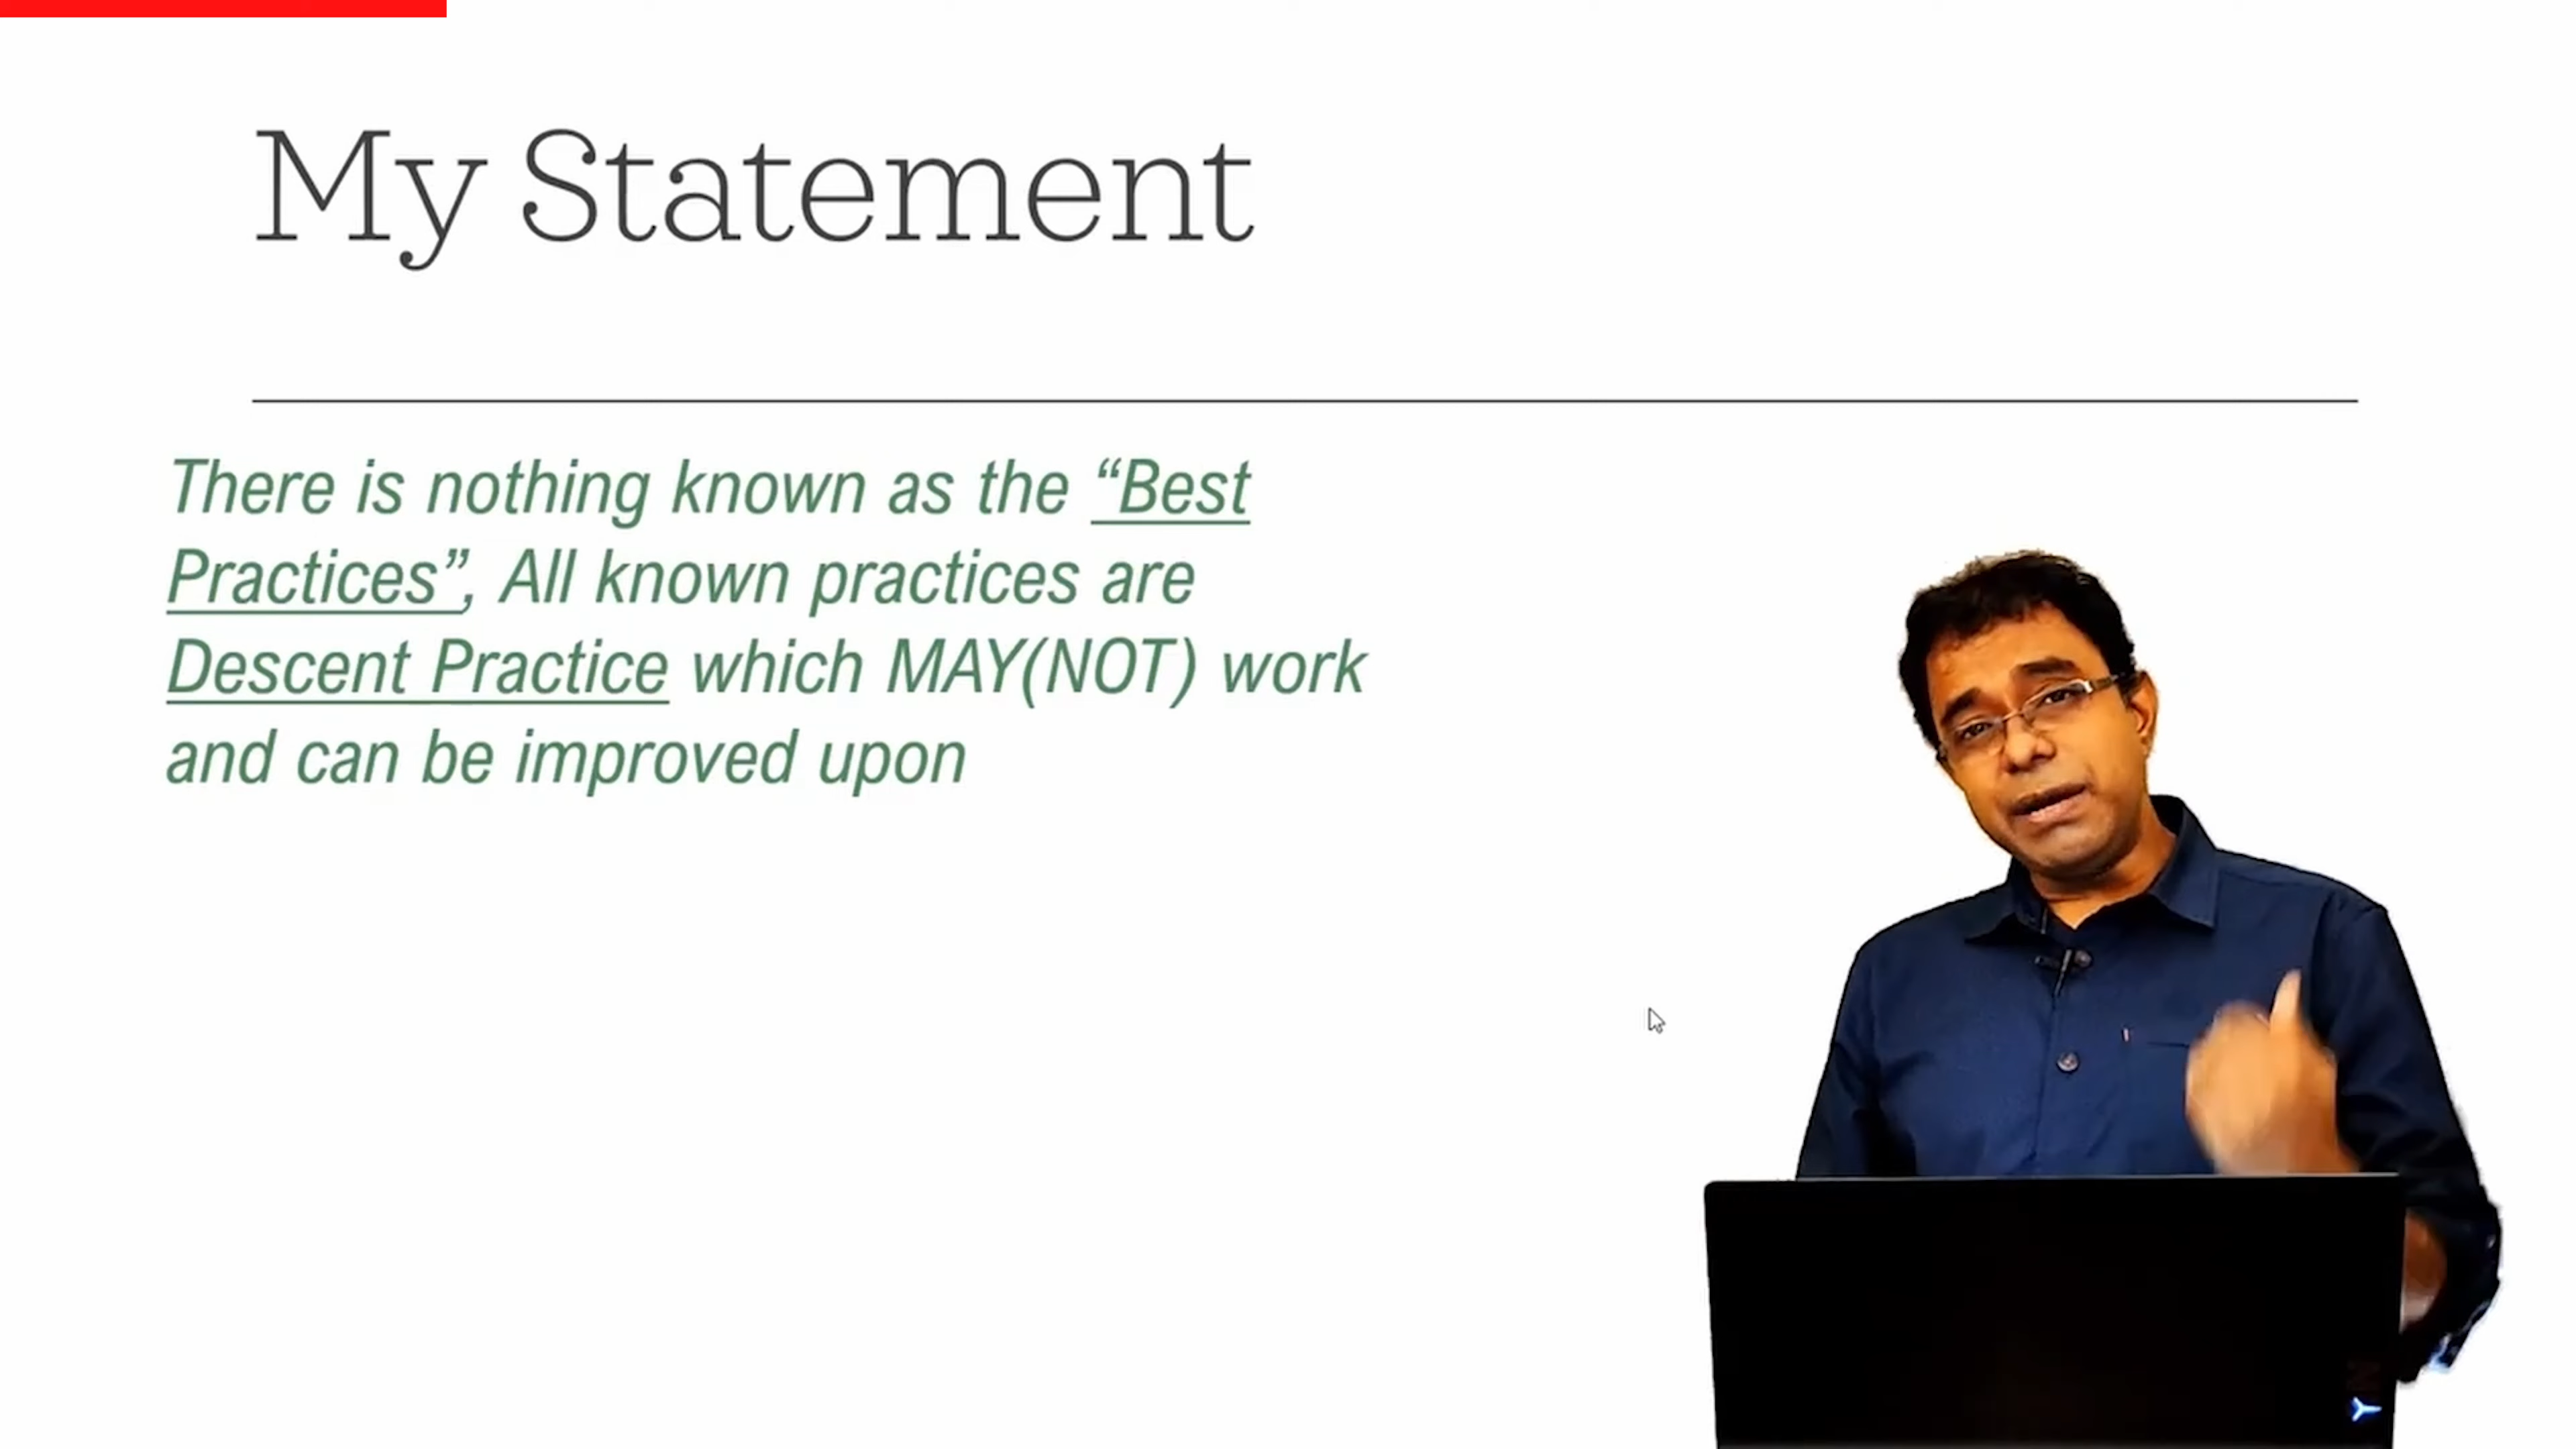 My Statement
There is nothing known as the “Best
Practices”, All known practices are
Descent Practice which MAY(NOT) work
and can be improved upon